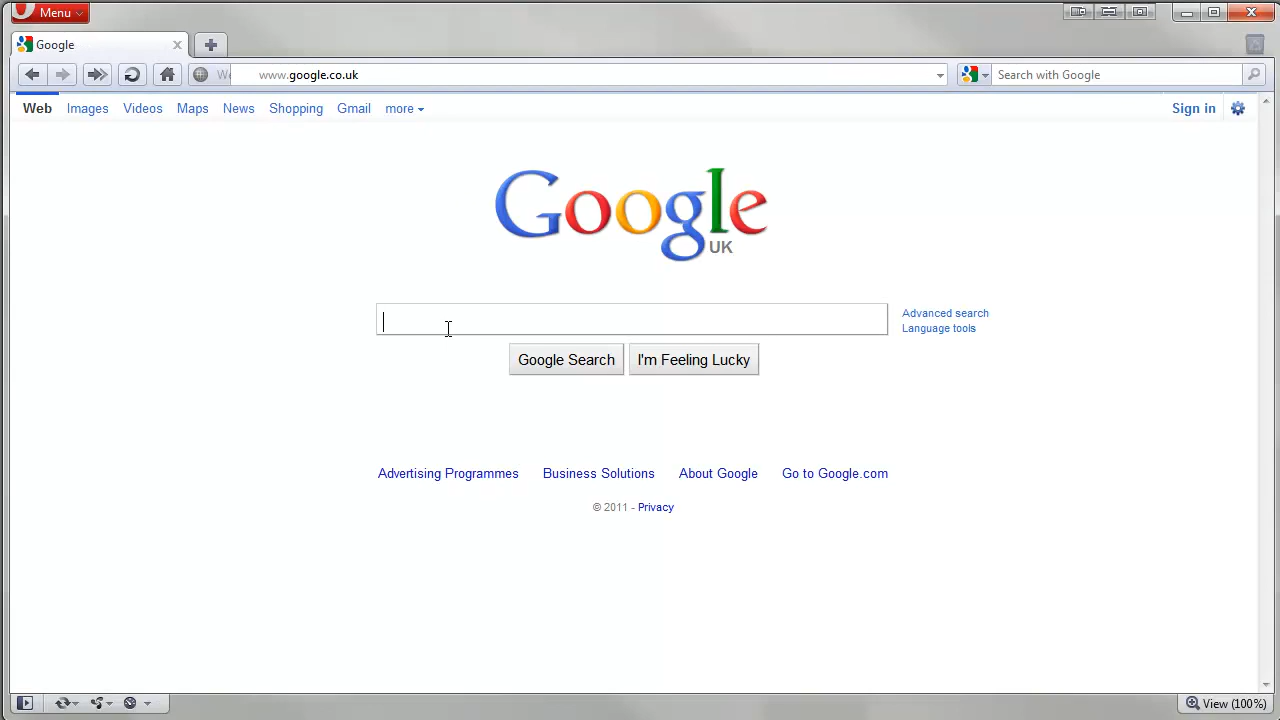 Menu
Google
We
www.google.co.uk
Search with Google
Web Images Videos Maps News Shopping Gmail more
Sign in
Google
UK
Advanced search
Language tools
Google Search I'm Feeling Lucky
Advertising Programmes Business Solutions About Google Go to Google.com
© 2011 - Privacy
View (100%)